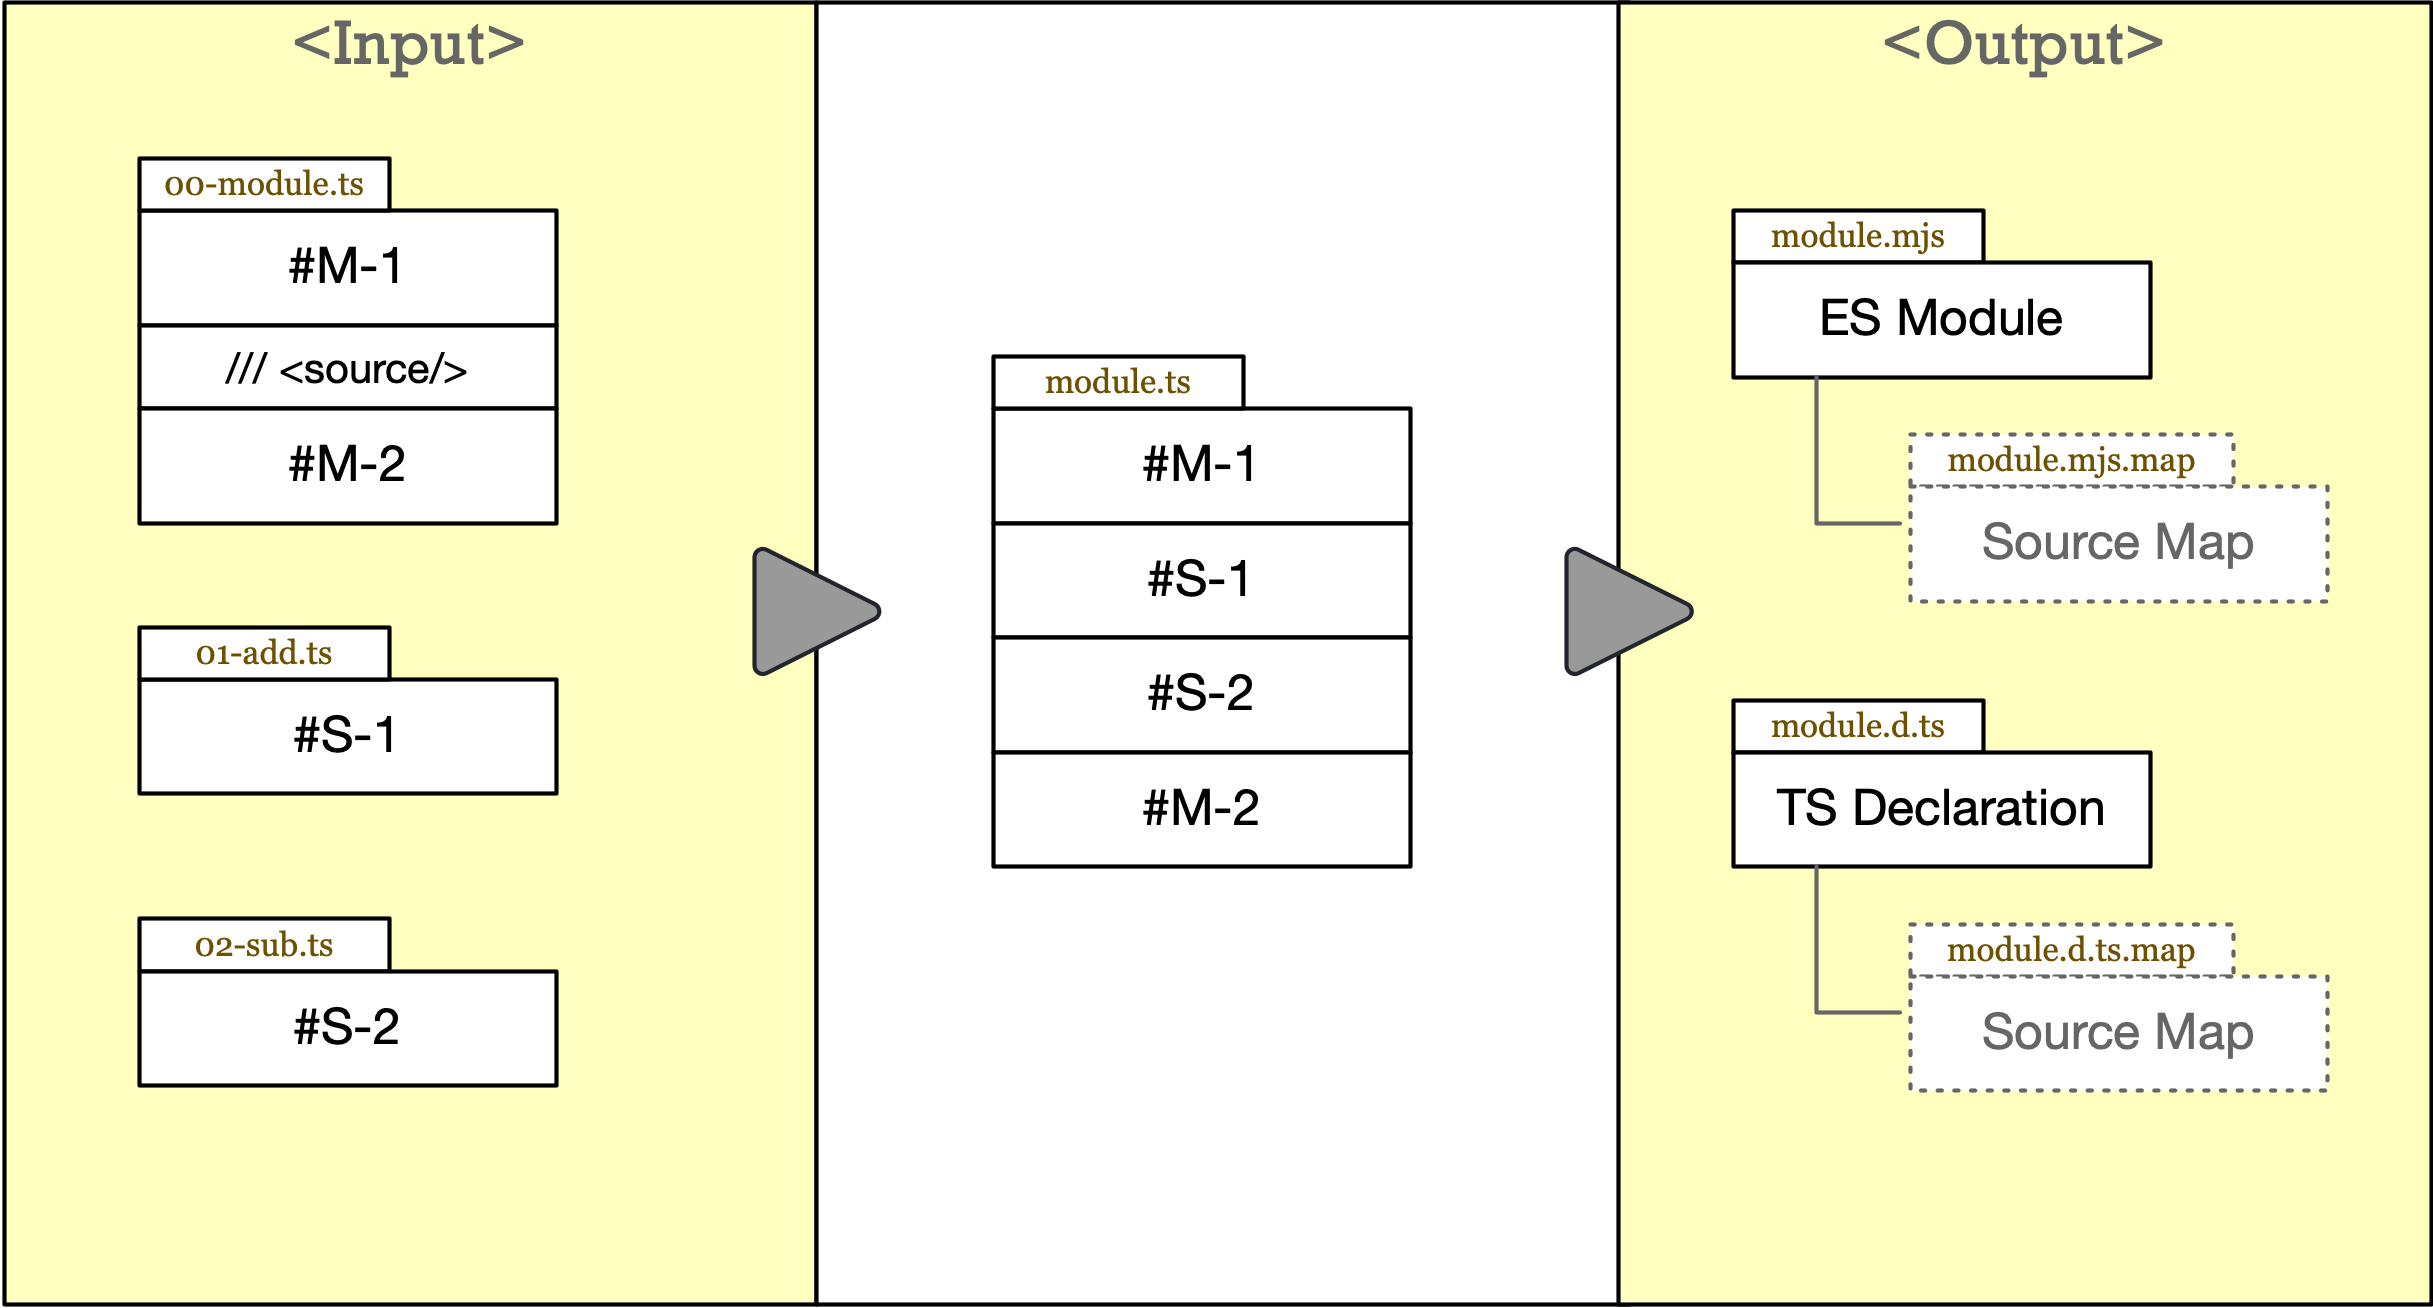 <Input>
00-module.ts
#M-1
/// <source/>
#M-2
01-add.ts
#S-1
02-sub.ts
#S-2
module.ts
#M-1
#S-1
#S-2
#M-2
<Output>
module.mjs
ES Module
module.mjs.map
Source Map
module.d.ts
TS Declaration
module.d.ts.map
Source Map